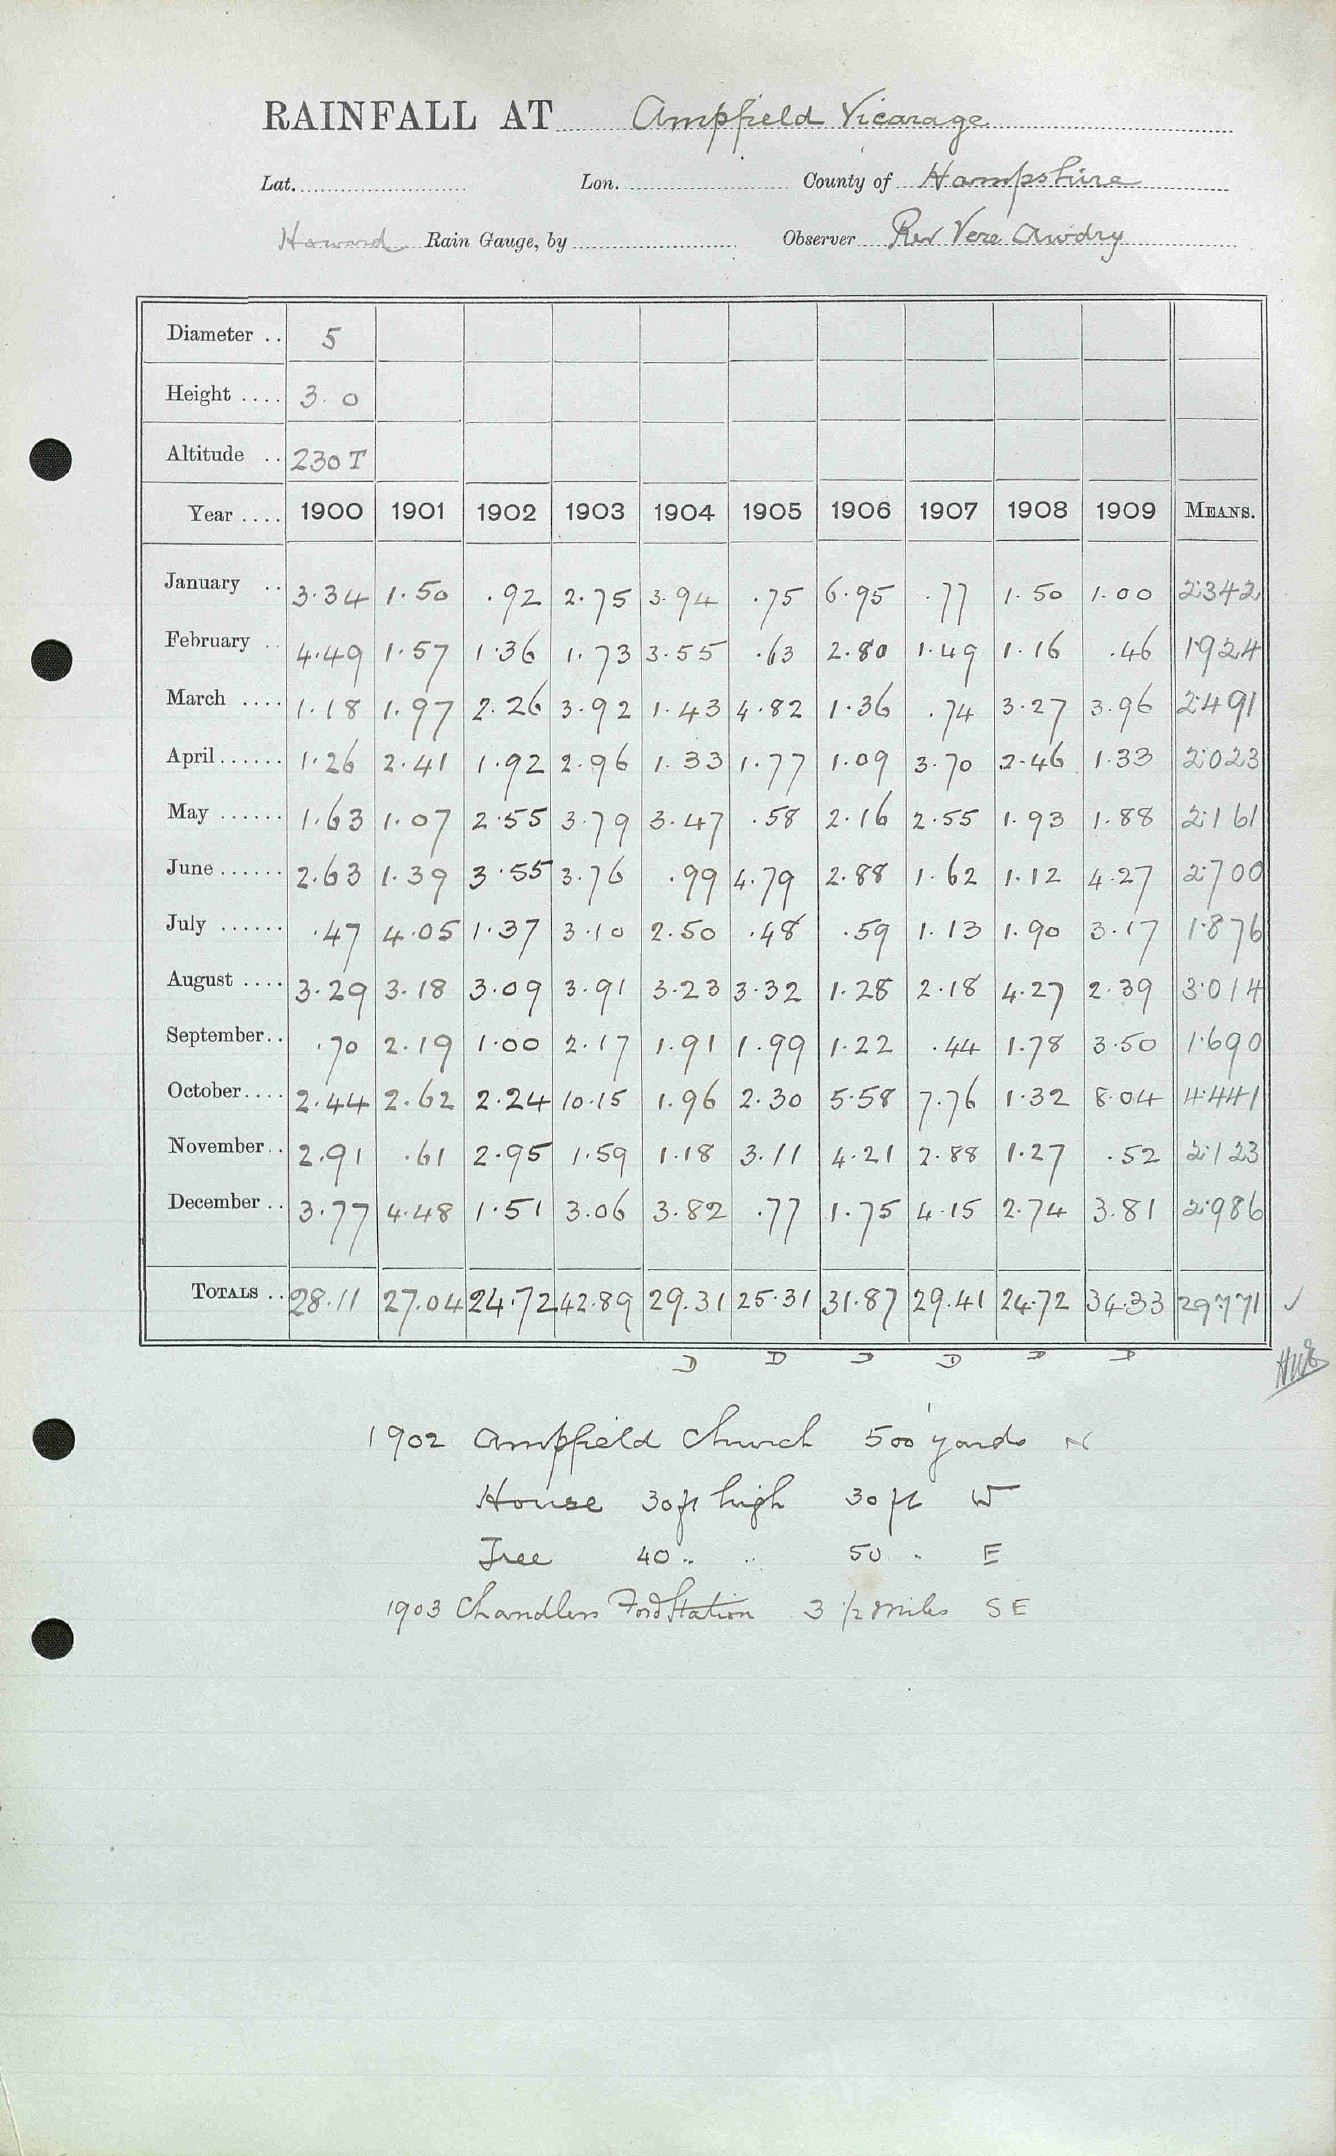 RAINFALL AT Ampfield Vicarage
Lat. Lon. County of Hampshire
Howard Rain Gauge, by Observer Rev Vere Awdry
Diameter .. 5
Height .... 3.0
Altitude .. 230 T
Year .... 1900 1901 1902 1903 1904 1905 1906 1907 1908 1909 MEANS.
January .. 3.34 1.50 .92 2.75 3.94 .75 6.95 .77 1.50 1.00 2.342
February .. 4.49 1.57 1.36 1.73 3.55 .63 2.80 1.49 1.16 .46 1.924
March .... 1.18 1.97 2.26 3.92 1.43 4.82 1.36 .74 3.27 3.96 2.491
April ...... 1.26 2.41 1.92 2.96 1.33 1.77 1.09 3.70 2.46 1.33 2.023
May ...... 1.63 1.07 2.55 3.79 3.47 .58 2.16 2.55 1.93 1.88 2.161
June ...... 2.63 1.39 3.55 3.76 .99 4.79 2.88 1.62 1.12 4.27 2.700
July ...... .47 4.05 1.37 3.10 2.50 .48 .59 1.13 1.90 3.17 1.876
August .... 3.29 3.18 3.09 3.91 3.23 3.32 1.28 2.18 4.27 2.39 3.014
September .. .70 2.19 1.00 2.17 1.91 1.99 1.22 .44 1.78 3.50 1.690
October .... 2.44 2.62 2.24 10.15 1.96 2.30 5.58 7.76 1.32 8.04 4.441
November .. 2.91 .61 2.95 1.59 1.18 3.11 4.21 2.88 1.27 .52 2.123
December .. 3.77 4.48 1.51 3.06 3.82 .77 1.75 4.15 2.74 3.81 2.986
TOTALS .. 28.11 27.04 24.72 42.89 29.31 25.31 31.87 29.41 24.72 34.33 29.771 ✓
D D D D D D
1902 Ampfield Church 500 yards N
House 30 ft high 30 ft W
Tree 40 .. .. 50 .. E
1903 Chandlers Ford Station 3 1/2 miles SE